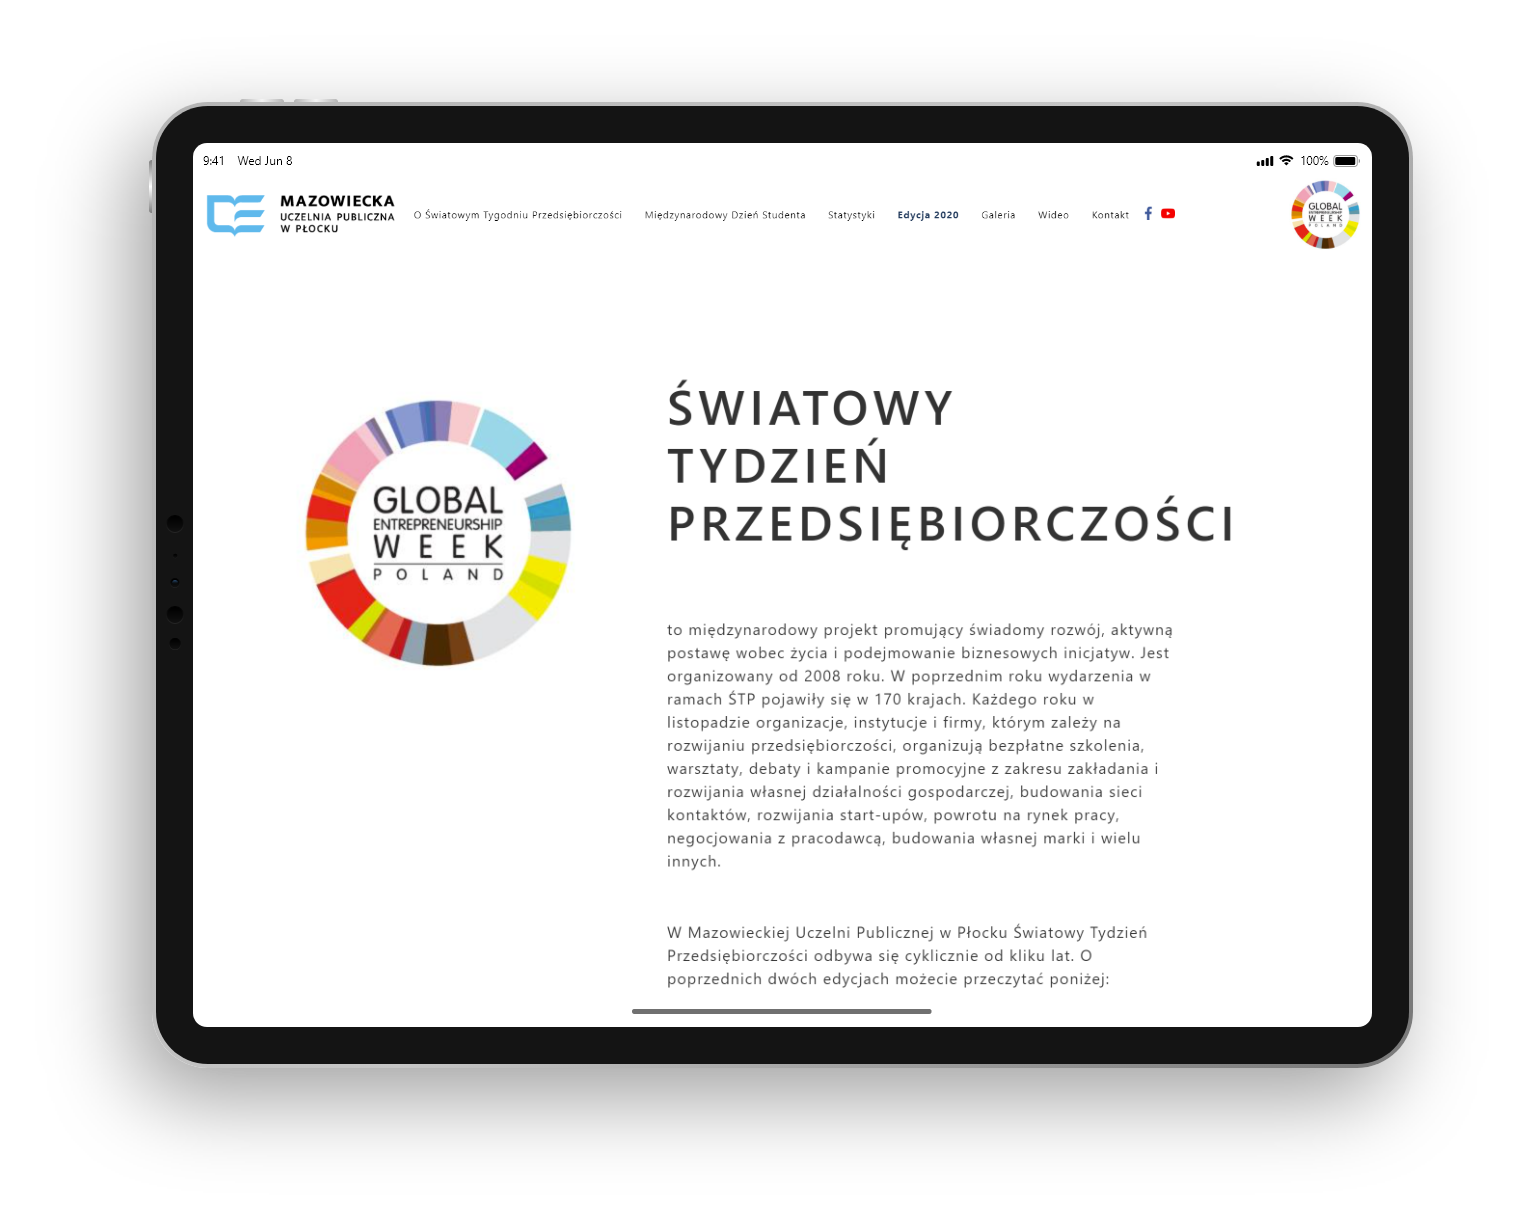 9:41 Wed Jun 8 100%
MAZOWIECKA
UCZELNIA PUBLICZNA
W PŁOCKU
O Światowym Tygodniu Przedsiębiorczości Międzynarodowy Dzień Studenta Statystyki Edycja 2020 Galeria Wideo Kontakt
GLOBAL
ENTREPRENEURSHIP
WEEK
POLAND
GLOBAL
ENTREPRENEURSHIP
WEEK
POLAND
ŚWIATOWY
TYDZIEŃ
PRZEDSIĘBIORCZOŚCI
to międzynarodowy projekt promujący świadomy rozwój, aktywną
postawę wobec życia i podejmowanie biznesowych inicjatyw. Jest
organizowany od 2008 roku. W poprzednim roku wydarzenia w
ramach ŚTP pojawiły się w 170 krajach. Każdego roku w
listopadzie organizacje, instytucje i firmy, którym zależy na
rozwijaniu przedsiębiorczości, organizują bezpłatne szkolenia,
warsztaty, debaty i kampanie promocyjne z zakresu zakładania i
rozwijania własnej działalności gospodarczej, budowania sieci
kontaktów, rozwijania start-upów, powrotu na rynek pracy,
negocjowania z pracodawcą, budowania własnej marki i wielu
innych.
W Mazowieckiej Uczelni Publicznej w Płocku Światowy Tydzień
Przedsiębiorczości odbywa się cyklicznie od kliku lat. O
poprzednich dwóch edycjach możecie przeczytać poniżej: